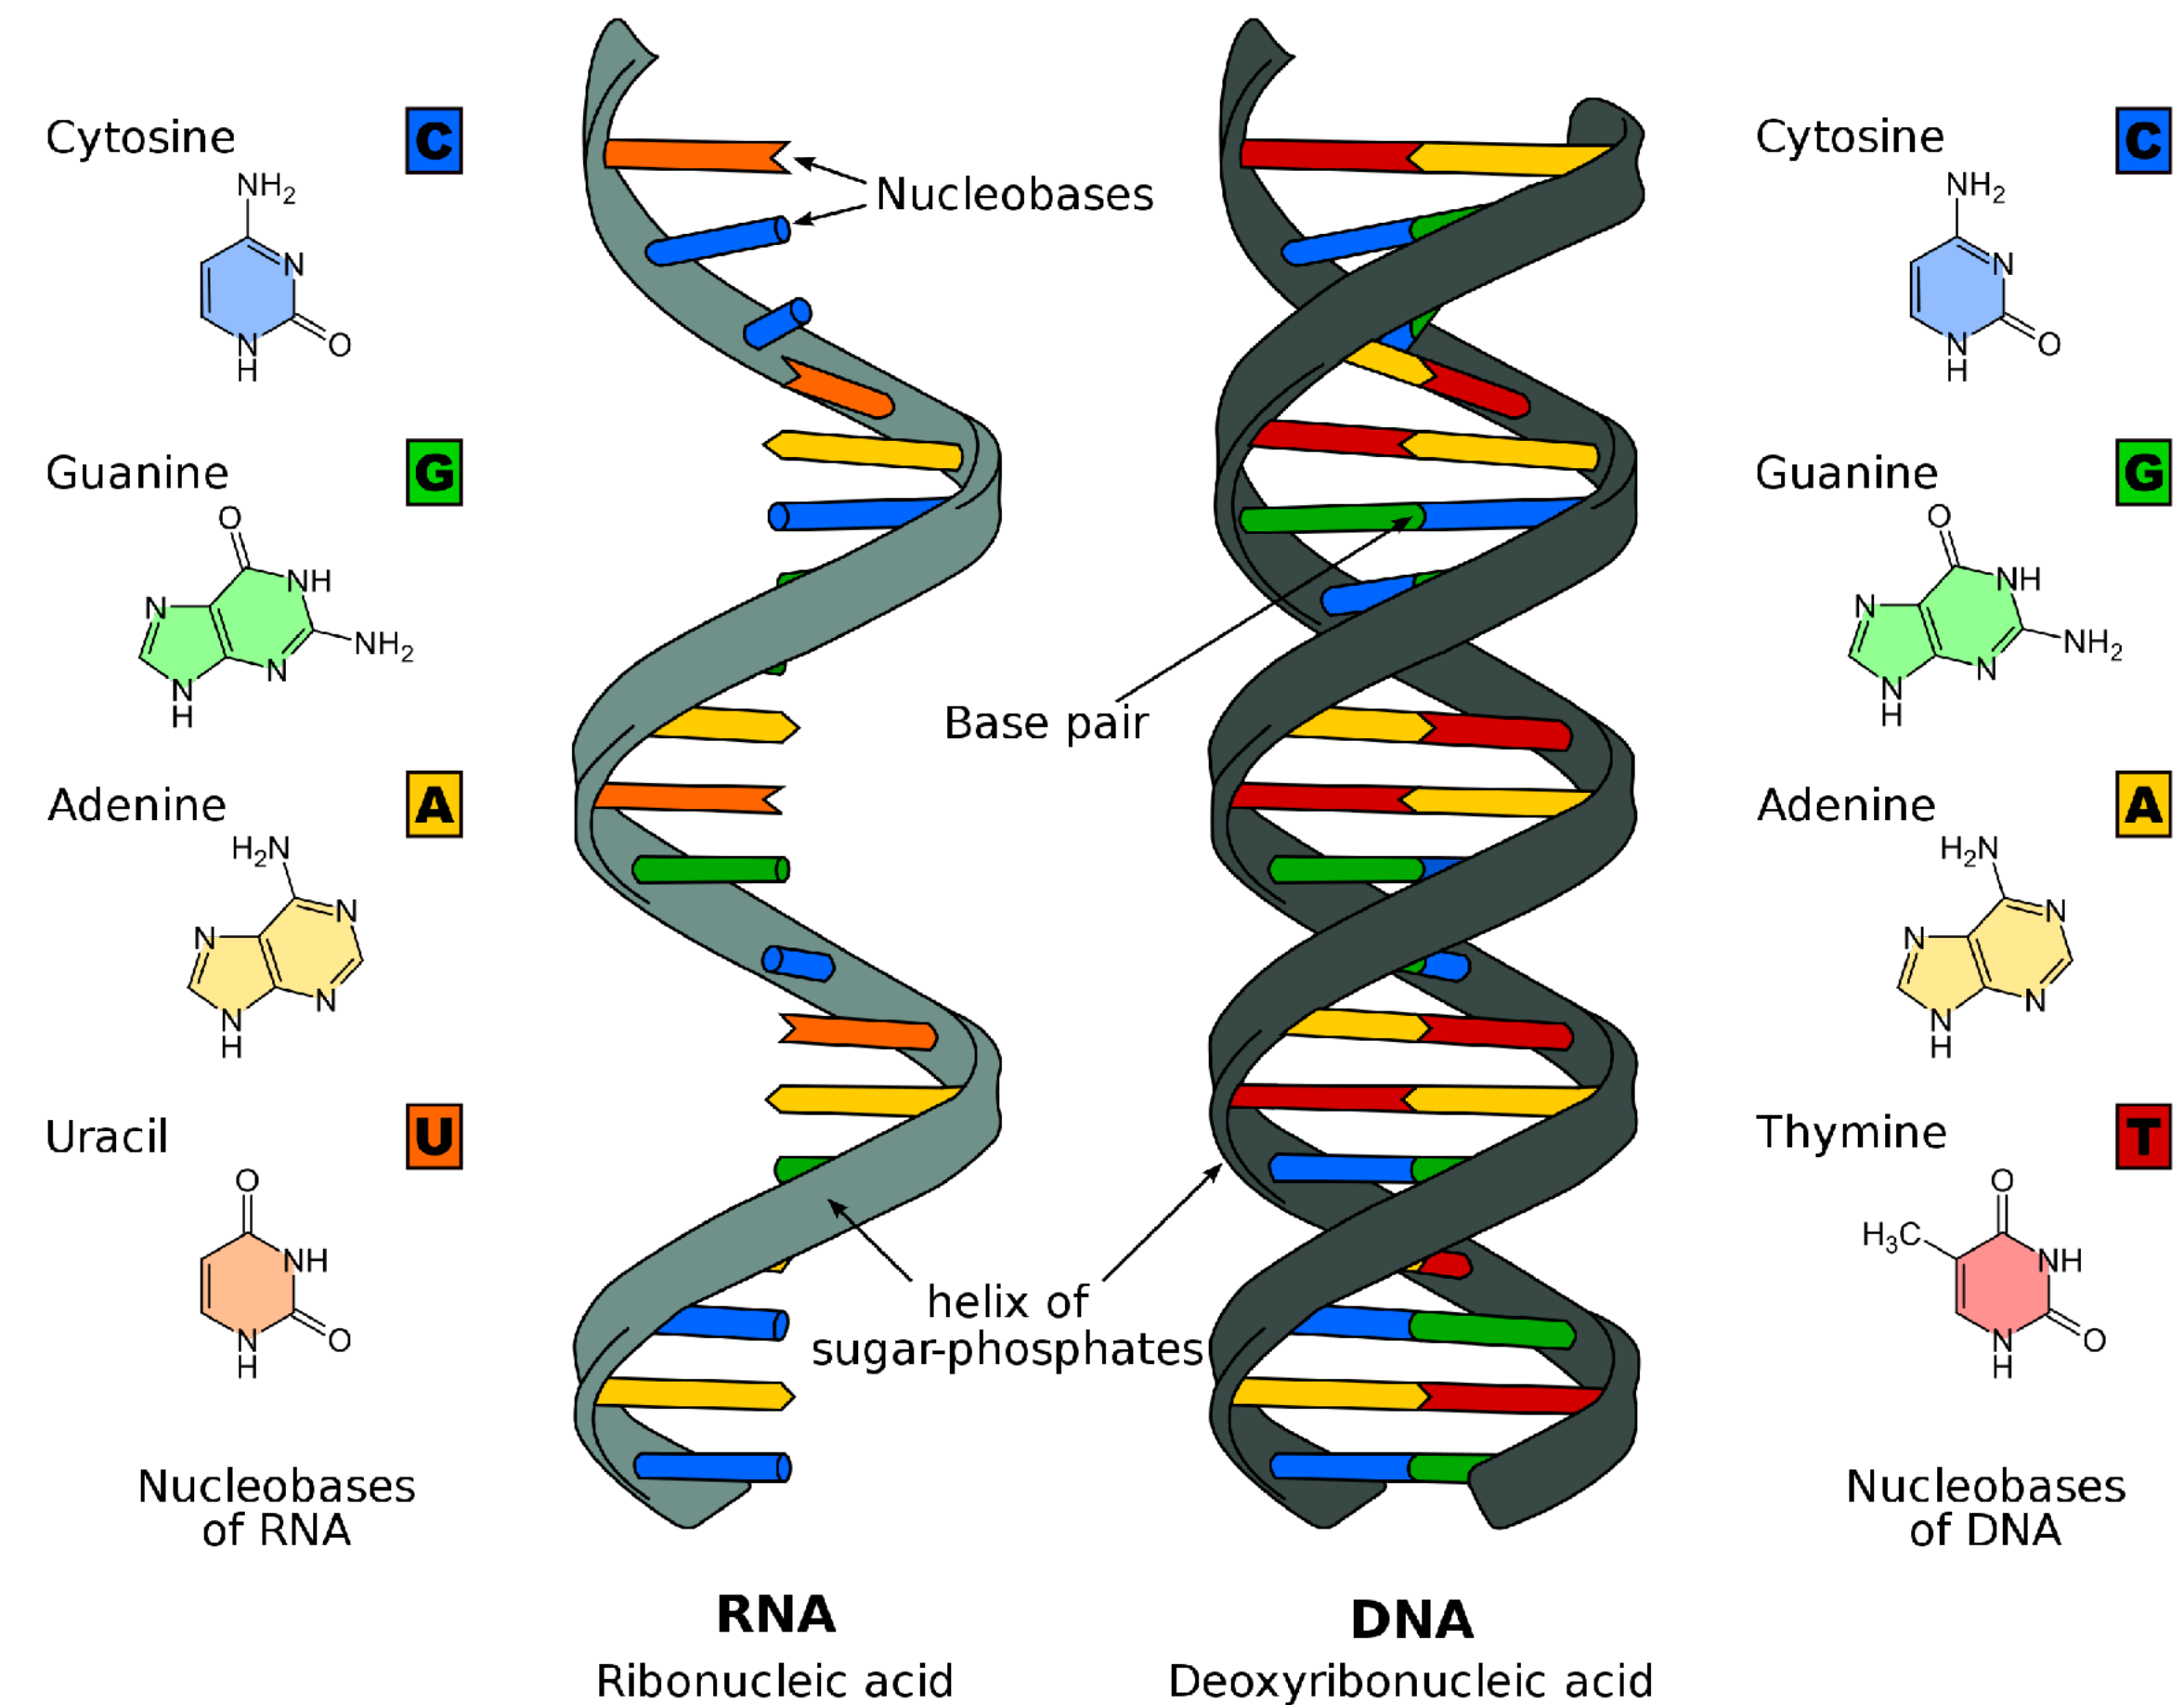 Cytosine
C
NH2
N
N
H
O
Guanine
G
O
NH
N
NH2
N
N
H
Adenine
A
H2N
N
N
N
N
H
Uracil
U
O
NH
N
H
O
Nucleobases
of RNA
Nucleobases
Base pair
helix of
sugar-phosphates
RNA
Ribonucleic acid
DNA
Deoxyribonucleic acid
Cytosine
C
NH2
N
N
H
O
Guanine
G
O
NH
N
NH2
N
N
H
Adenine
A
H2N
N
N
N
N
H
Thymine
T
O
H3C
NH
N
H
O
Nucleobases
of DNA